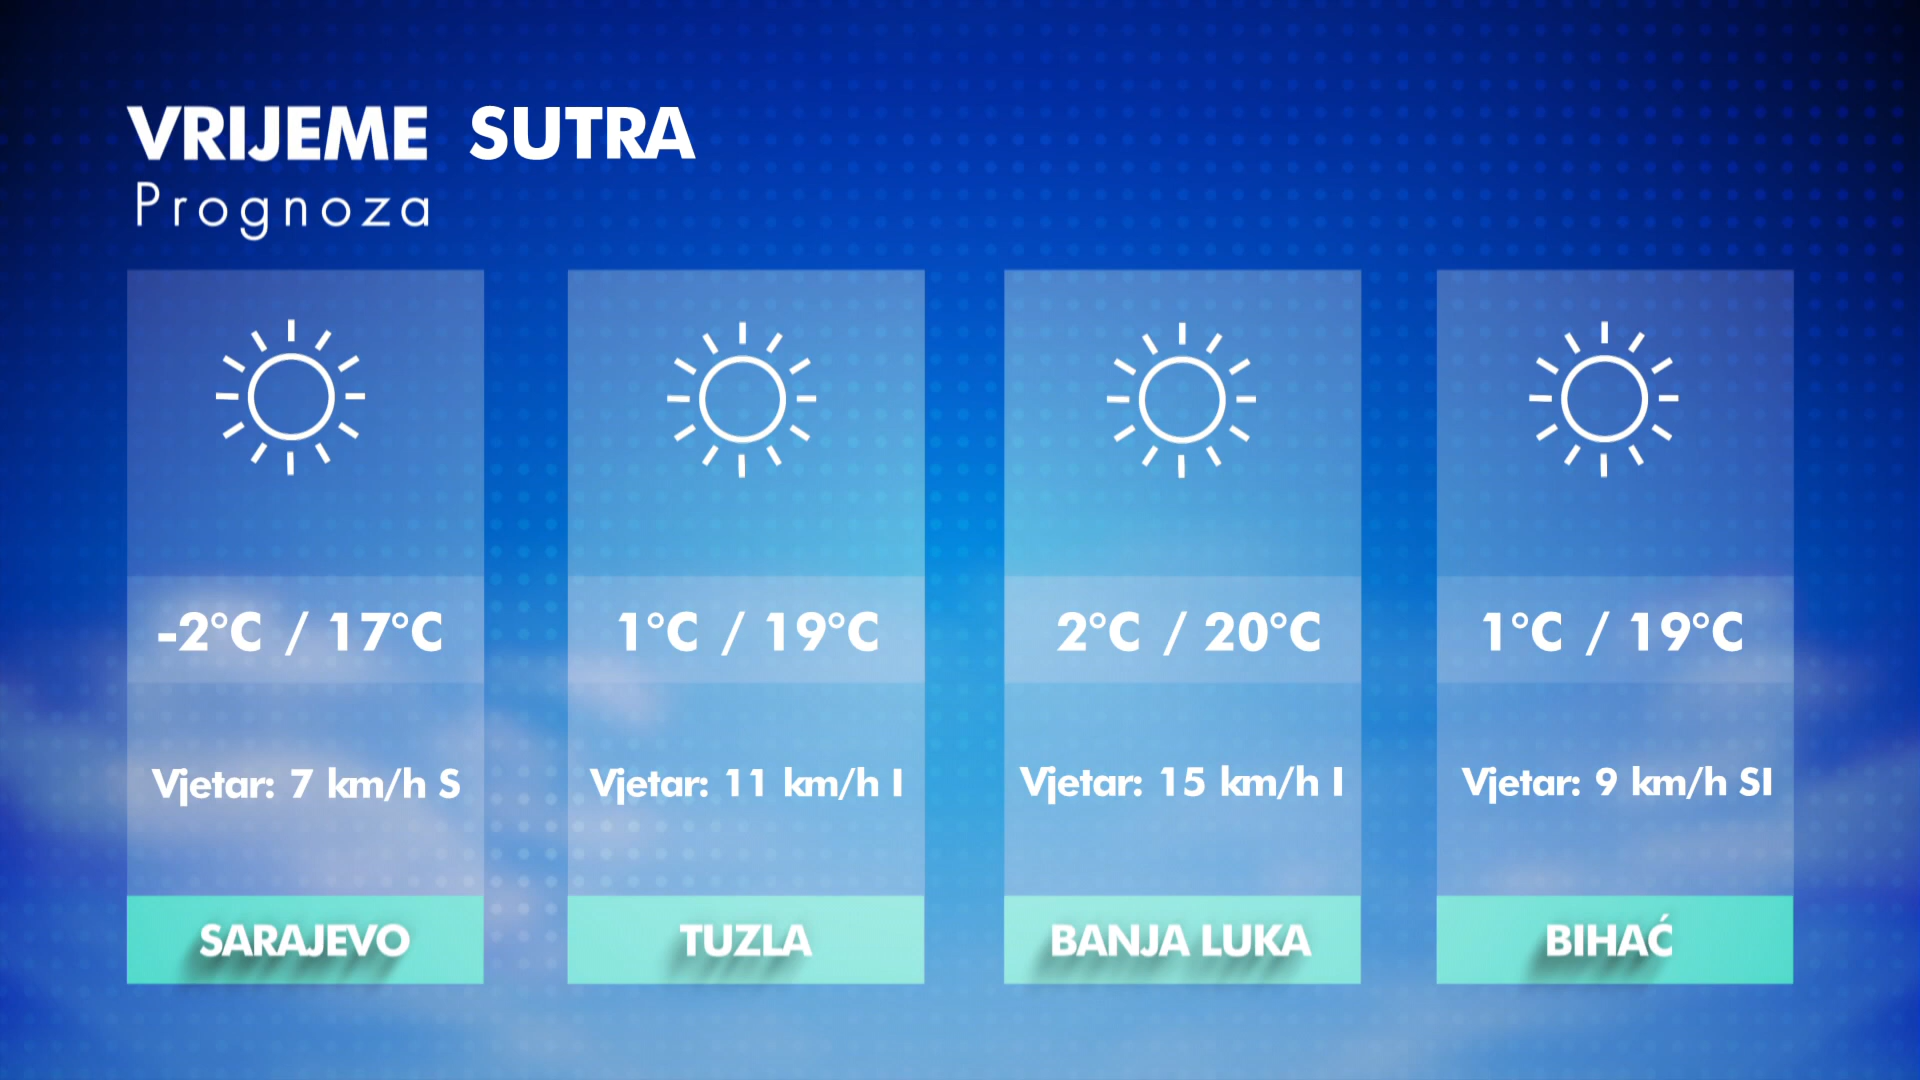 VRIJEME SUTRA
Prognoza
-2°C / 17°C
Vjetar: 7 km/h S
SARAJEVO
1°C / 19°C
Vjetar: 11 km/h I
TUZLA
2°C / 20°C
Vjetar: 15 km/h I
BANJA LUKA
1°C / 19°C
Vjetar: 9 km/h SI
BIHAĆ